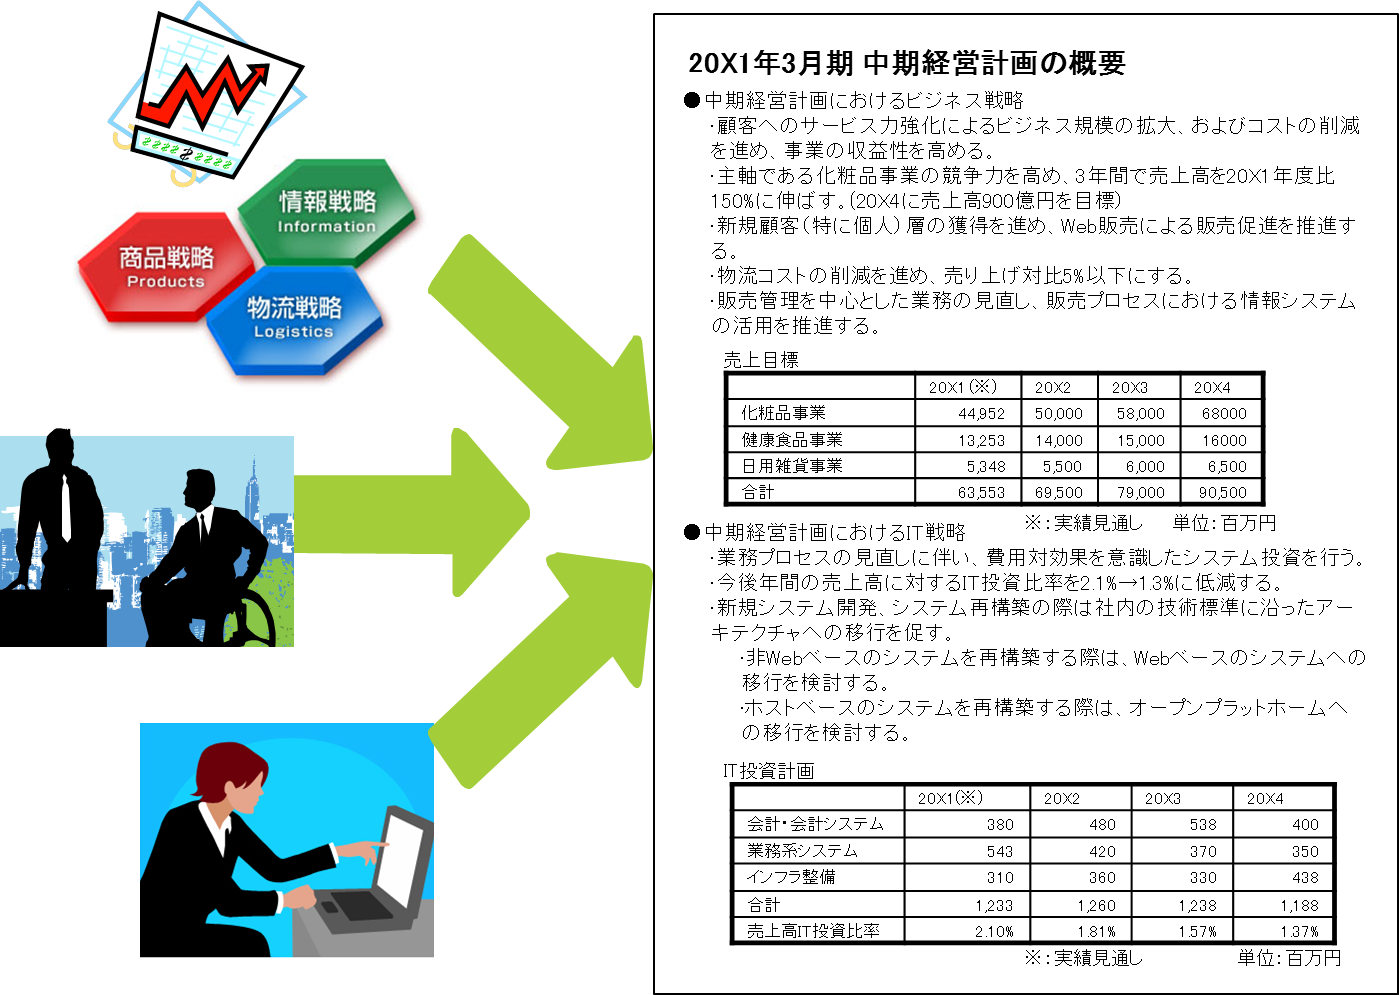 情報戦略
Information
商品戦略
Products
物流戦略
Logistics
20X1年3月期 中期経営計画の概要
●中期経営計画におけるビジネス戦略
・顧客へのサービス力強化によるビジネス規模の拡大、およびコストの削減
を進め、事業の収益性を高める。
・主軸である化粧品事業の競争力を高め、3年間で売上高を20X1年度比
150%に伸ばす。(20X4に売上高900億円を目標)
・新規顧客(特に個人)層の獲得を進め、Web販売による販売促進を推進す
る。
・物流コストの削減を進め、売り上げ対比5%以下にする。
・販売管理を中心とした業務の見直し、販売プロセスにおける情報システム
の活用を推進する。
売上目標
20X1(※) 20X2 20X3 20X4
化粧品事業 44,952 50,000 58,000 68000
健康食品事業 13,253 14,000 15,000 16000
日用雑貨事業 5,348 5,500 6,000 6,500
合計 63,553 69,500 79,000 90,500
※:実績見通し 単位:百万円
●中期経営計画におけるIT戦略
・業務プロセスの見直しに伴い、費用対効果を意識したシステム投資を行う。
・今後年間の売上高に対するIT投資比率を2.1%→1.3%に低減する。
・新規システム開発、システム再構築の際は社内の技術標準に沿ったアー
キテクチャへの移行を促す。
・非Webベースのシステムを再構築する際は、Webベースのシステムへの
移行を検討する。
・ホストベースのシステムを再構築する際は、オープンプラットホームへ
の移行を検討する。
IT投資計画
20X1(※) 20X2 20X3 20X4
会計・会計システム 380 480 538 400
業務系システム 543 420 370 350
インフラ整備 310 360 330 438
合計 1,233 1,260 1,238 1,188
売上高IT投資比率 2.10% 1.81% 1.57% 1.37%
※:実績見通し 単位:百万円